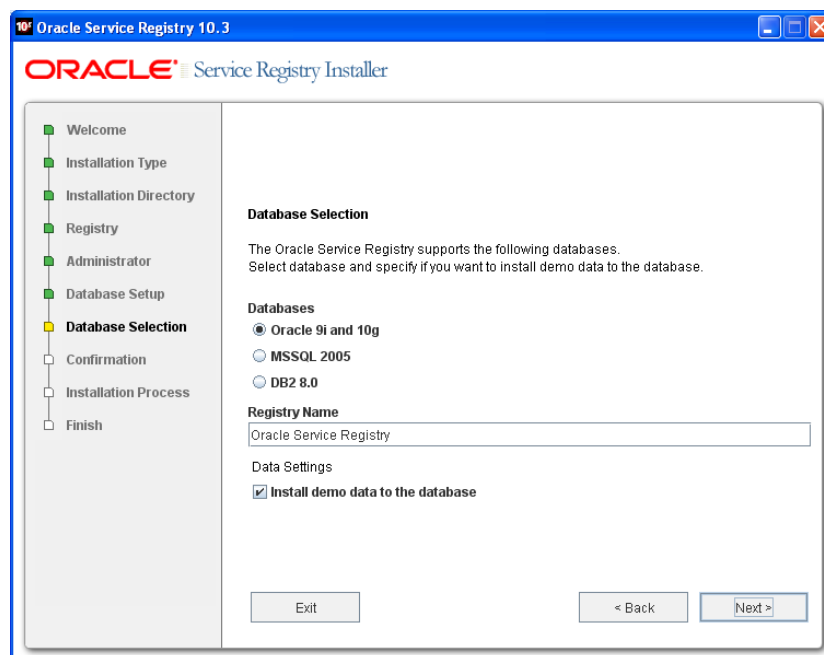 10g Oracle Service Registry 10.3
ORACLE Service Registry Installer
Welcome
Installation Type
Installation Directory
Registry
Administrator
Database Setup
Database Selection
Confirmation
Installation Process
Finish
Database Selection
The Oracle Service Registry supports the following databases.
Select database and specify if you want to install demo data to the database.
Databases
Oracle 9i and 10g
MSSQL 2005
DB2 8.0
Registry Name
Oracle Service Registry
Data Settings
Install demo data to the database
Exit
< Back
Next >